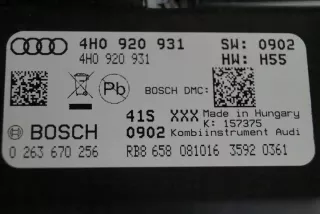 4H0 920 931 SW: 0902
4H0 920 931 HW: H55
Pb BOSCH DMC:
41S XXX Made in Hungary
K: 157375
BOSCH 0902 Kombiinstrument Audi
0 263 670 256 RB8 658 081016 3592 0361